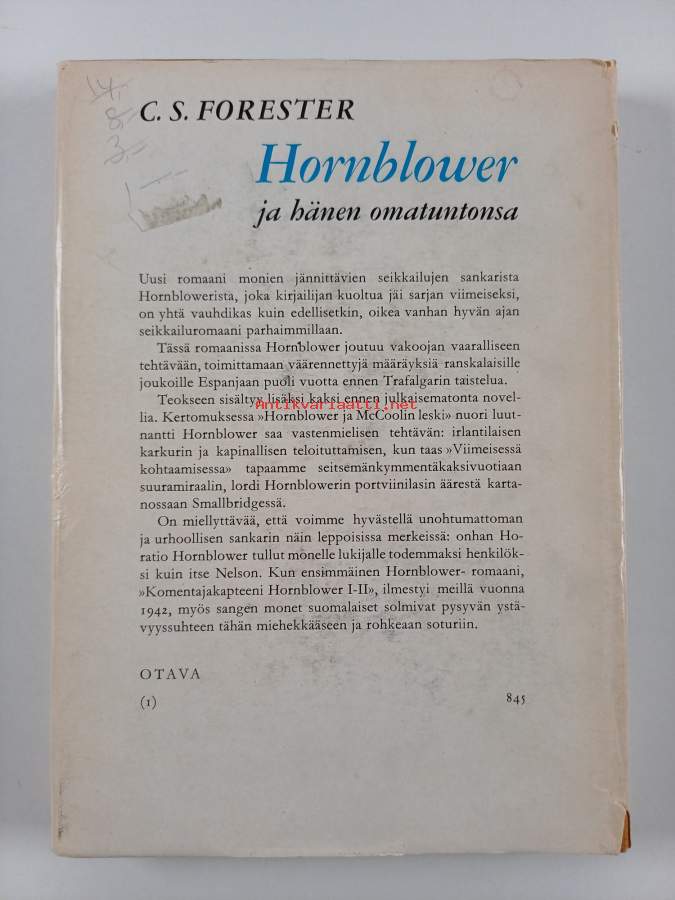 14.-
8.-
3.-
C. S. FORESTER
Hornblower
ja hänen omatuntonsa
Uusi romaani monien jännittävien seikkailujen sankarista
Hornblowerista, joka kirjailijan kuoltua jäi sarjan viimeiseksi,
on yhtä vauhdikas kuin edellisetkin, oikea vanhan hyvän ajan
seikkailuromaani parhaimmillaan.
Tässä romaanissa Hornblower joutuu vakoojan vaaralliseen
tehtävään, toimittamaan väärennettyjä määräyksiä ranskalaisille
joukoille Espanjaan puoli vuotta ennen Trafalgarin taistelua.
Teokseen sisältyy lisäksi kaksi ennen julkaisematonta novel-
lia. Kertomuksessa »Hornblower ja McCoolin leski» nuori luut-
nantti Hornblower saa vastenmielisen tehtävän: irlantilaisen
karkurin ja kapinallisen teloituttamisen, kun taas »Viimeisessä
kohtaamisessa» tapaamme seitsemänkymmentäkaksivuotiaan
suuramiraalin, lordi Hornblowerin portviinilasin äärestä karta-
nossaan Smallbridgessä.
On miellyttävää, että voimme hyvästellä unohtumattoman
ja urhoollisen sankarin näin leppoisissa merkeissä: onhan Ho-
ratio Hornblower tullut monelle lukijalle todemmaksi henkilök-
si kuin itse Nelson. Kun ensimmäinen Hornblower- romaani,
»Komentajakapteeni Hornblower I-II», ilmestyi meillä vuonna
1942, myös sangen monet suomalaiset solmivat pysyvän ystä-
vyyssuhteen tähän miehekkääseen ja rohkeaan soturiin.
OTAVA
(1) 845
Antikvariaatti.net